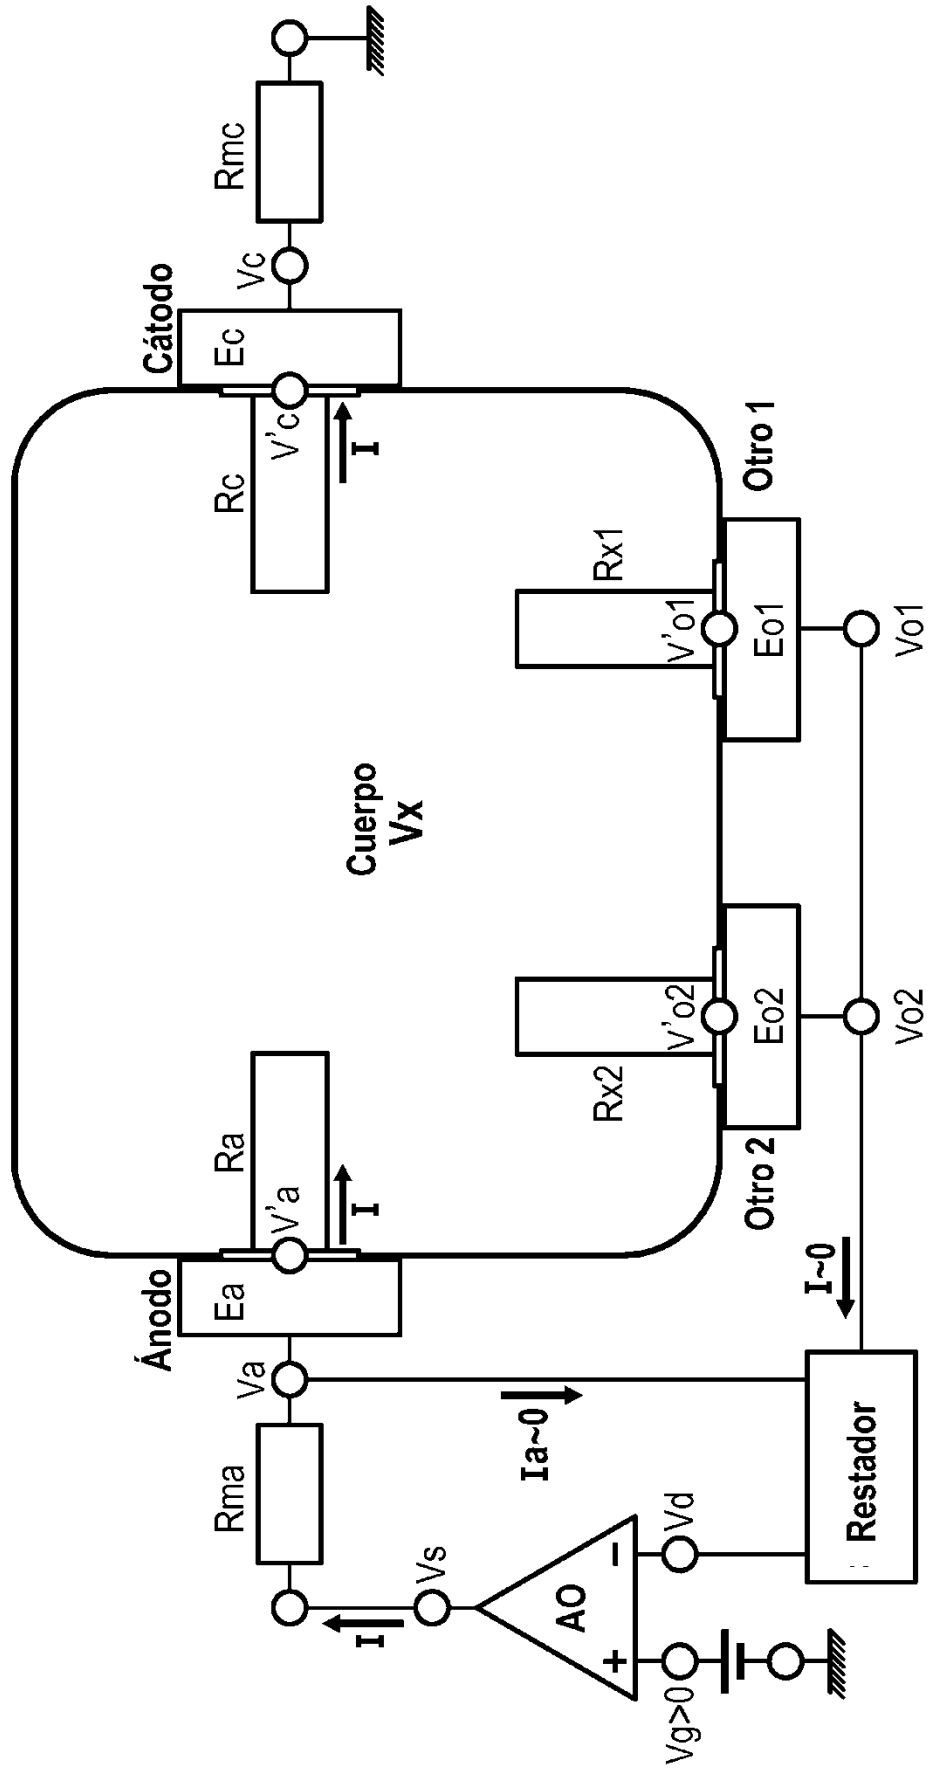 Rmc
Vc
Cátodo
Ec
V'c
Rc
I
Otro 1
Rx1
V'o1
Eo1
Vo1
Cuerpo
Vx
Rx2
V'o2
Eo2
Vo2
Otro 2
Ra
V'a
I
Ánodo
Ea
Va
Rma
Ia~0
I~0
Restador
Vd
Vs
I
AO
+
−
Vg>0